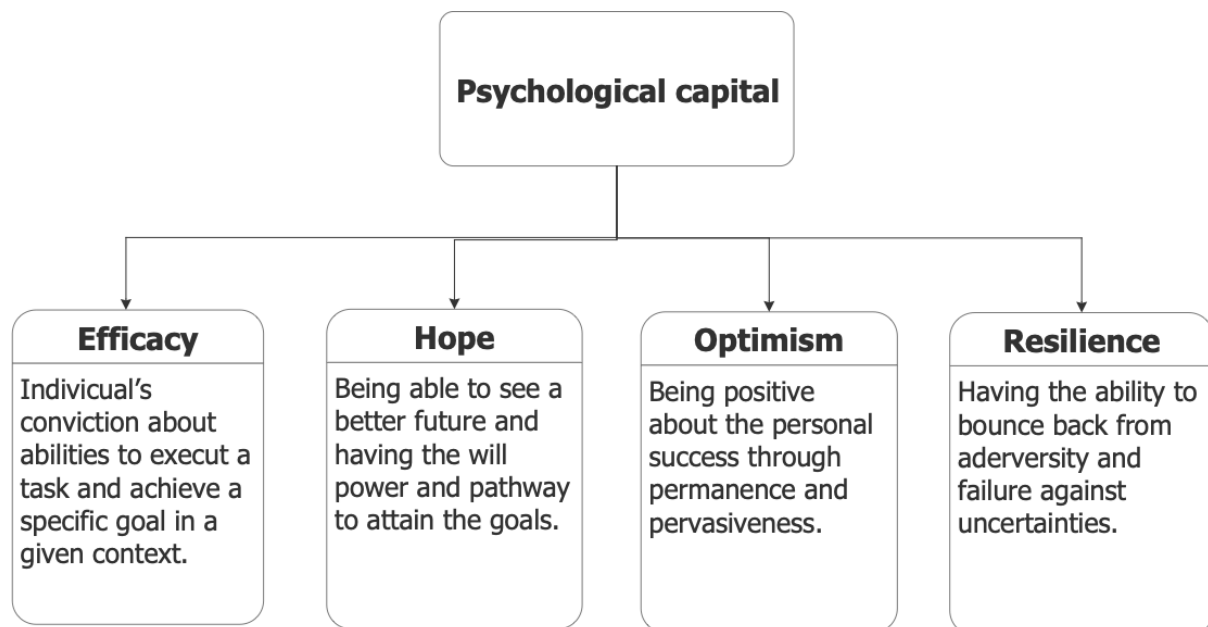 Psychological capital
Efficacy
Indivicual's
conviction about
abilities to execut a
task and achieve a
specific goal in a
given context.
Hope
Being able to see a
better future and
having the will
power and pathway
to attain the goals.
Optimism
Being positive
about the personal
success through
permanence and
pervasiveness.
Resilience
Having the ability to
bounce back from
aderversity and
failure against
uncertainties.